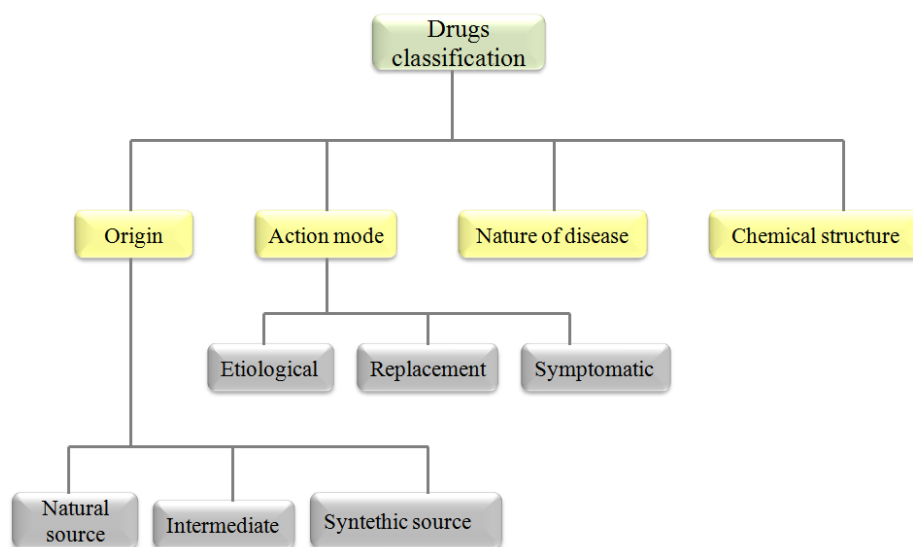 Drugs
classification
Origin
Action mode
Nature of disease
Chemical structure
Etiological
Replacement
Symptomatic
Natural
source
Intermediate
Syntethic source